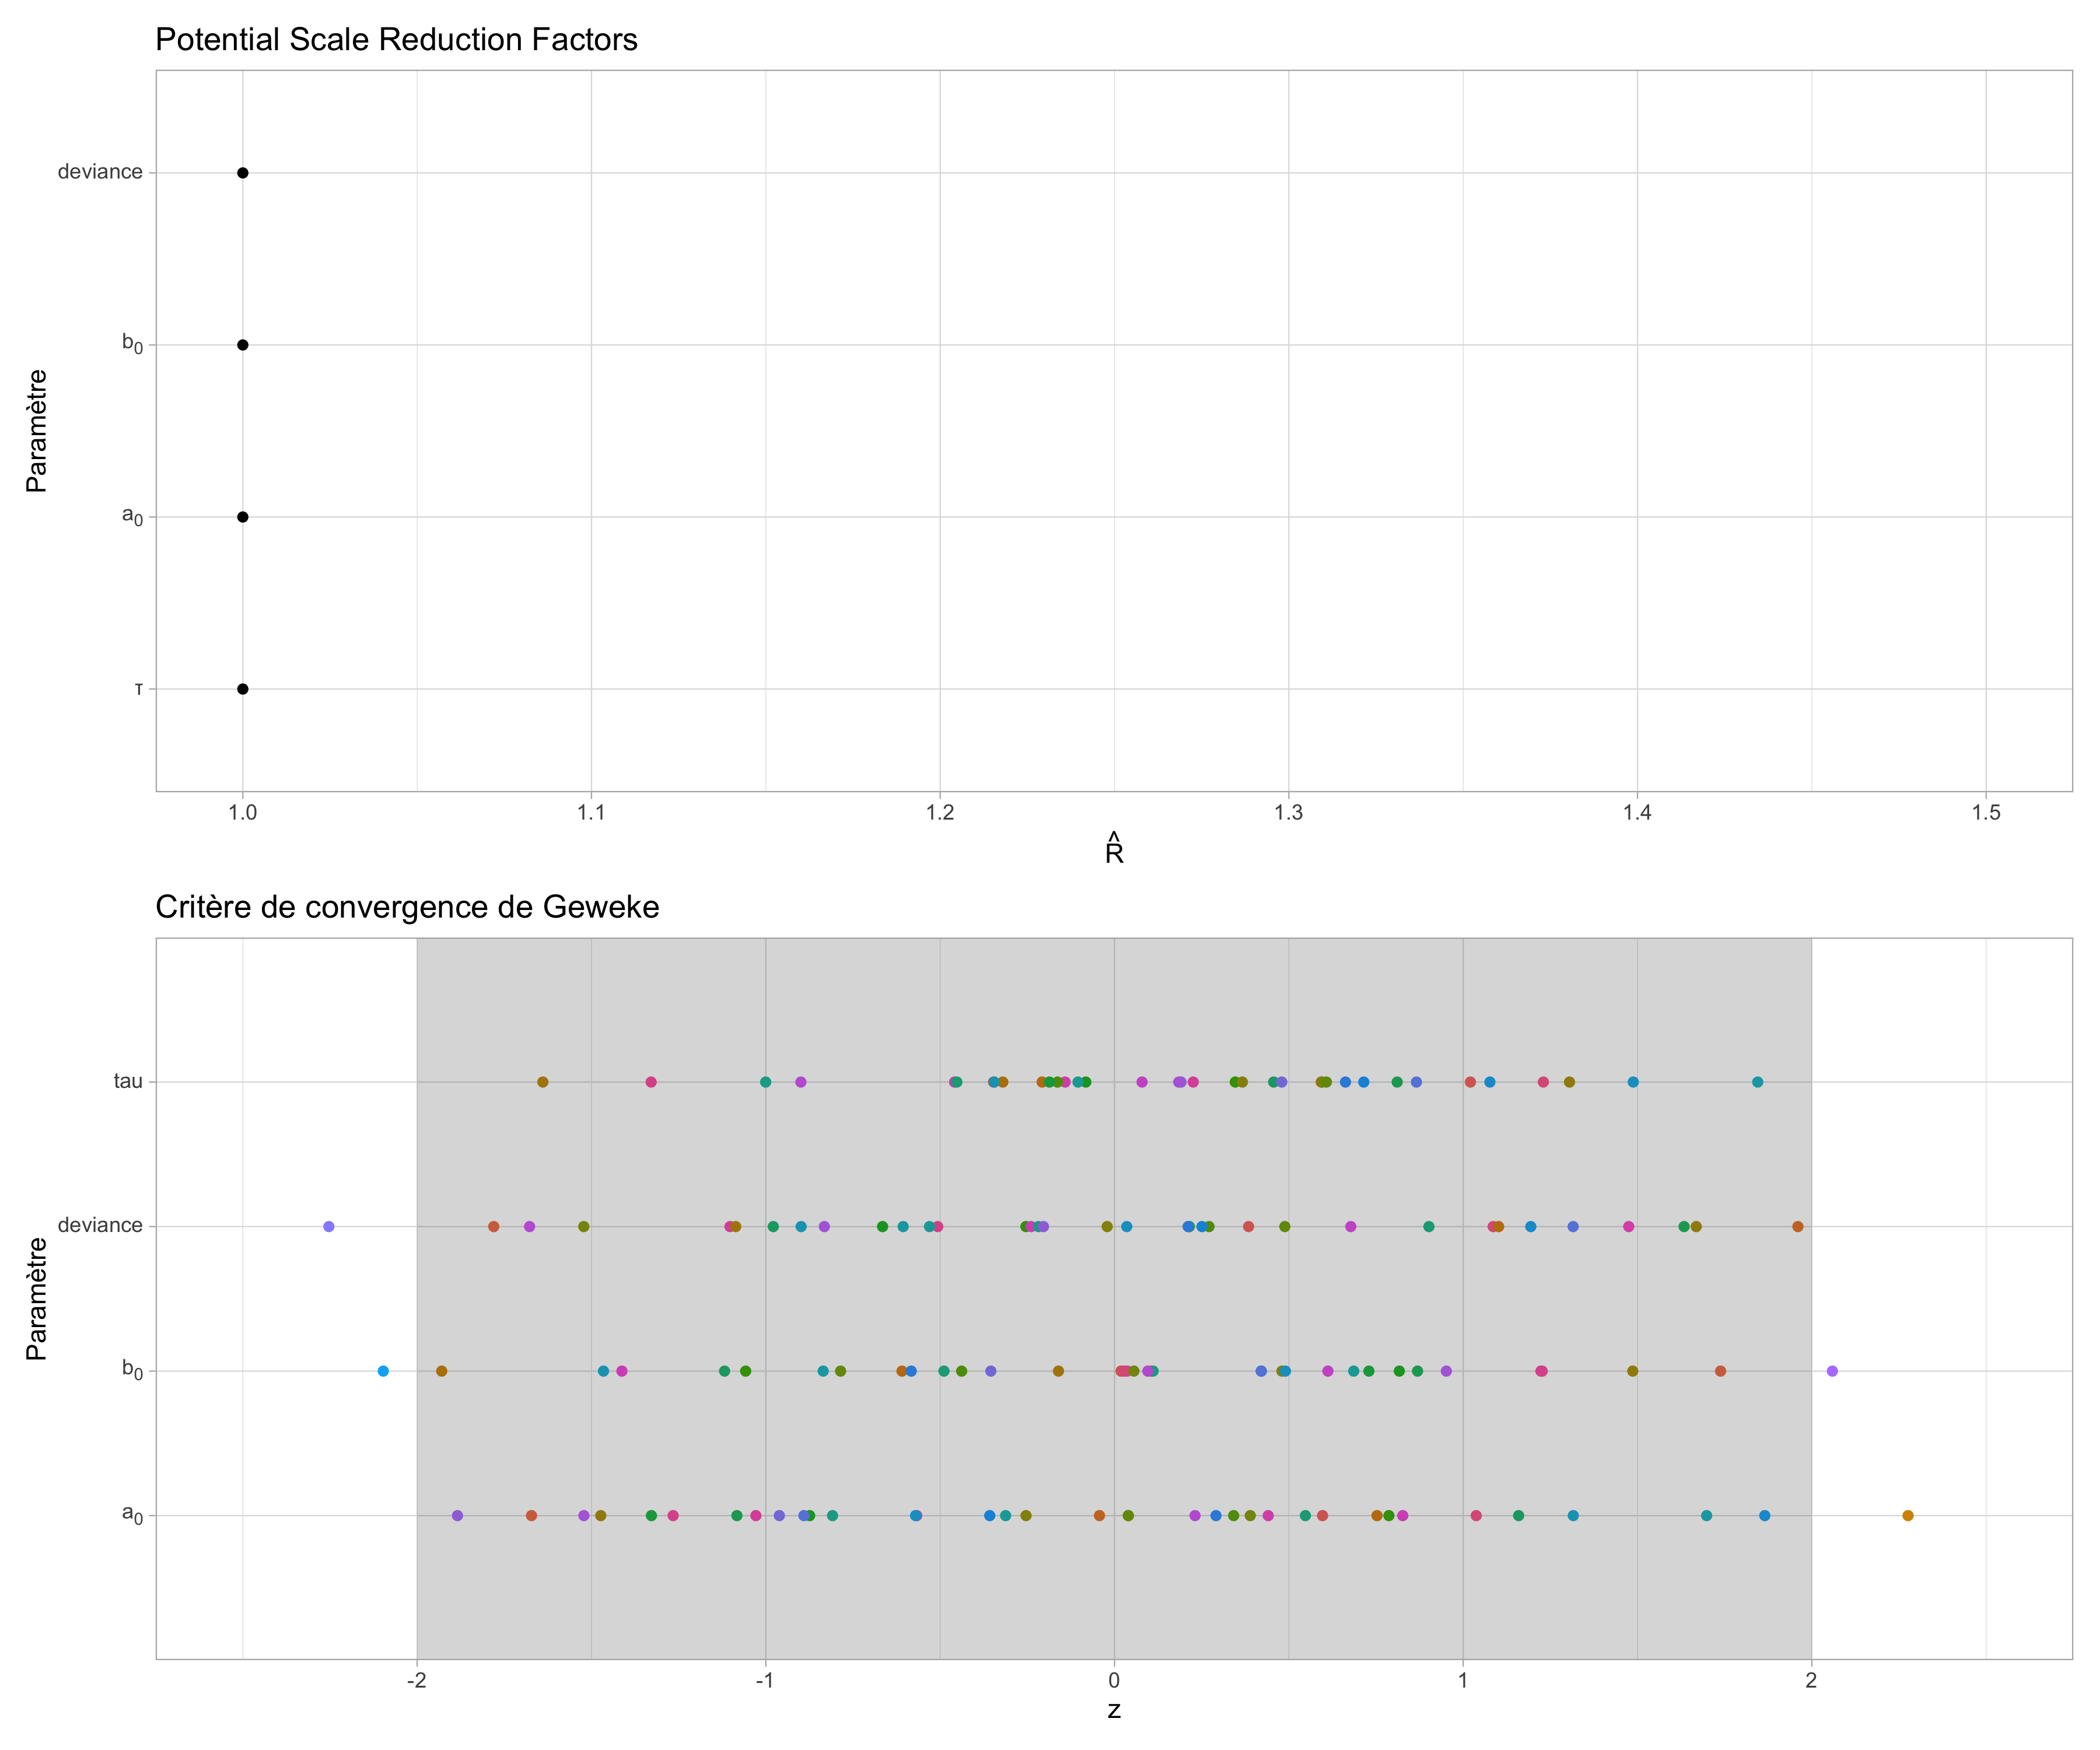 Potential Scale Reduction Factors
Paramètre
deviance
b₀
a₀
τ
1.0 1.1 1.2 1.3 1.4 1.5
R̂
Critère de convergence de Geweke
Paramètre
tau
deviance
b₀
a₀
-2 -1 0 1 2
z